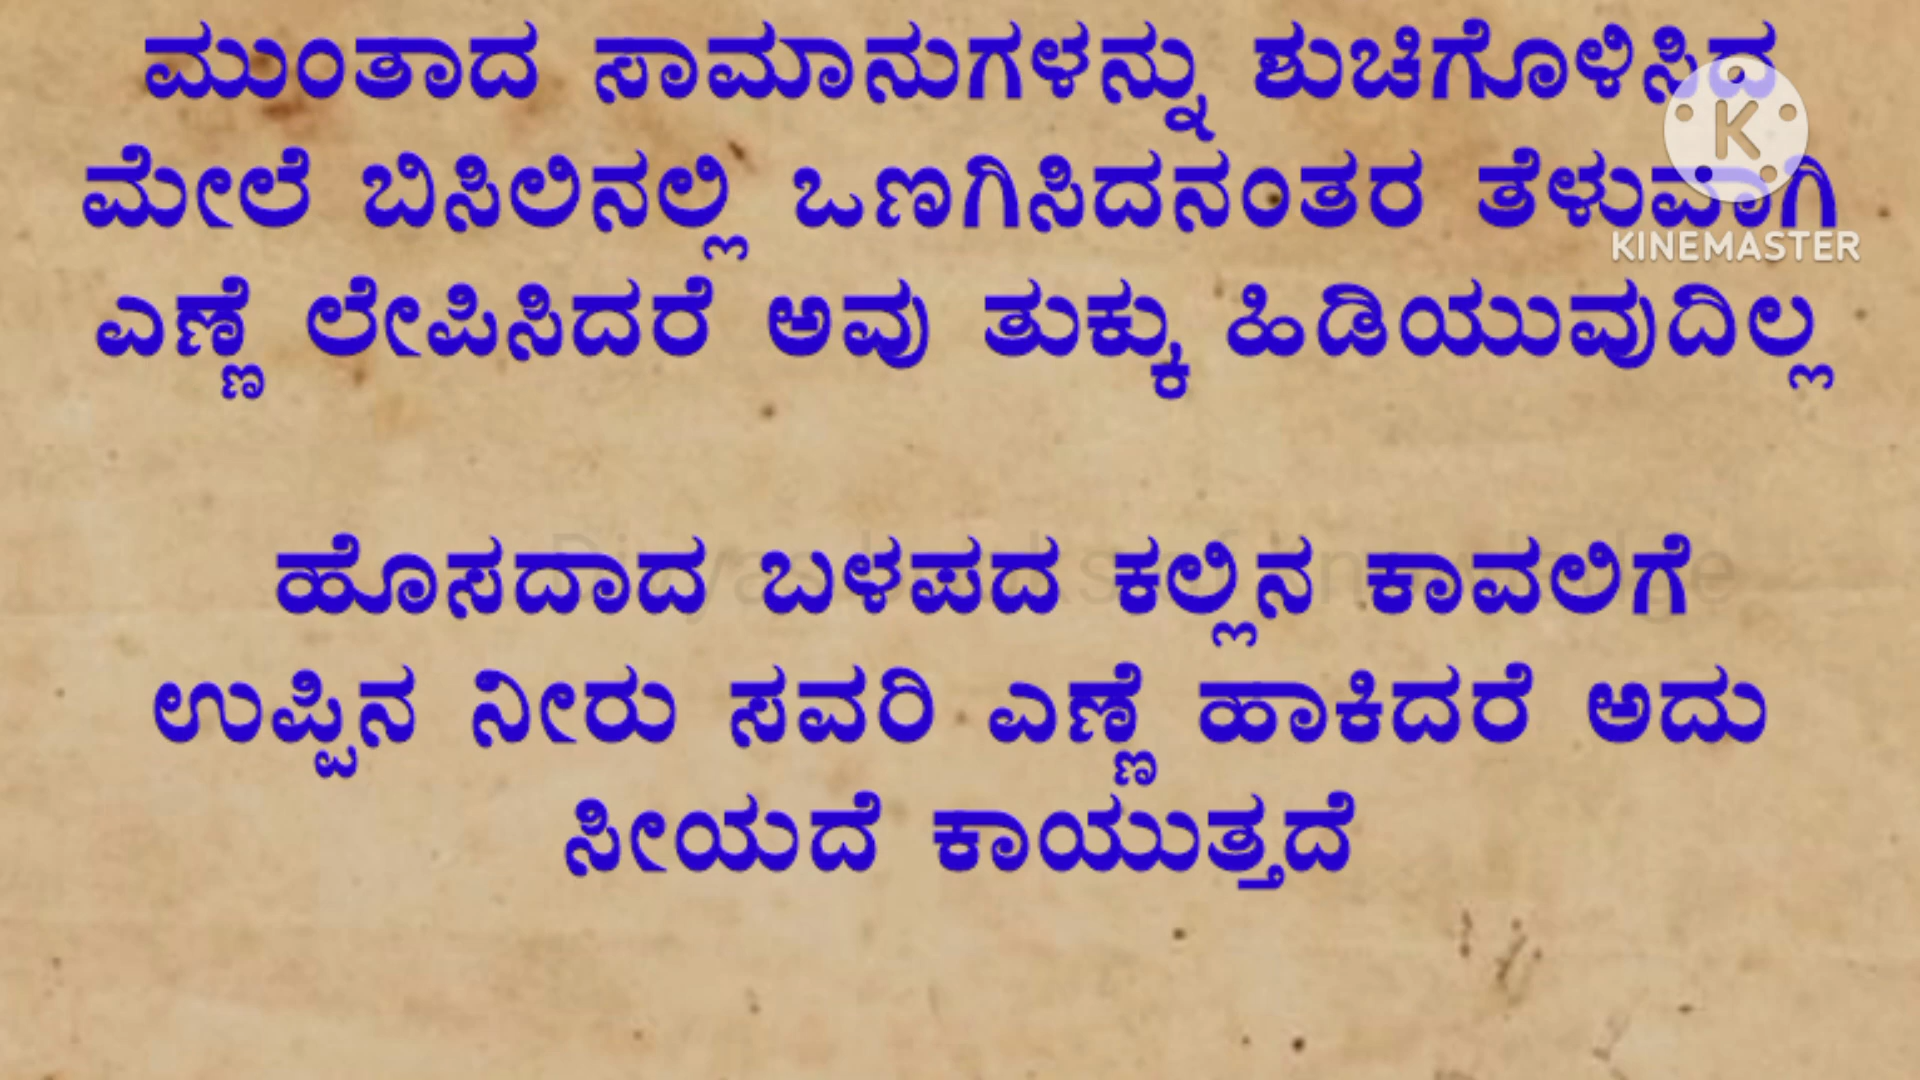 ಮುಂತಾದ ಸಾಮಾನುಗಳನ್ನು ಶುಚಿಗೊಳಿಸಿದ
ಮೇಲೆ ಬಿಸಿಲಿನಲ್ಲಿ ಒಣಗಿಸಿದನಂತರ ತೆಳುವಾಗಿ
KINEMASTER
ಎಣ್ಣೆ ಲೇಪಿಸಿದರೆ ಅವು ತುಕ್ಕು ಹಿಡಿಯುವುದಿಲ್ಲ
ಹೊಸದಾದ ಬಳಪದ ಕಲ್ಲಿನ ಕಾವಲಿಗೆ
ಉಪ್ಪಿನ ನೀರು ಸವರಿ ಎಣ್ಣೆ ಹಾಕಿದರೆ ಅದು
ಸೀಯದೆ ಕಾಯುತ್ತದೆ